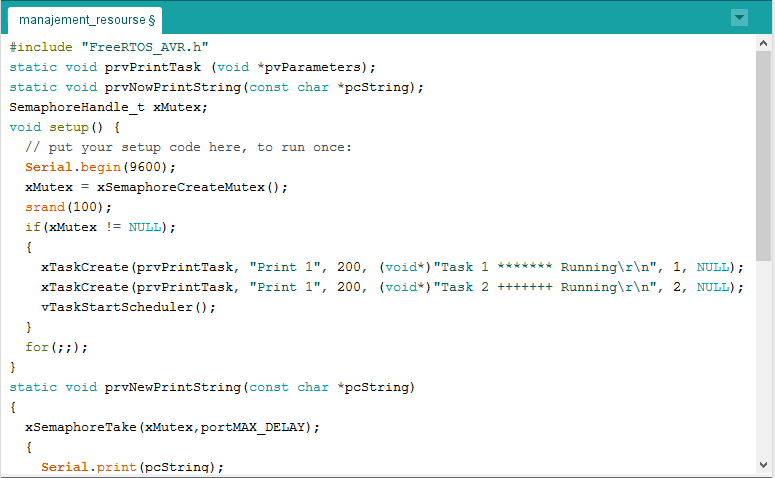 manajement_resourse §
#include "FreeRTOS_AVR.h"
static void prvPrintTask (void *pvParameters);
static void prvNowPrintString(const char *pcString);
SemaphoreHandle_t xMutex;
void setup() {
  // put your setup code here, to run once:
  Serial.begin(9600);
  xMutex = xSemaphoreCreateMutex();
  srand(100);
  if(xMutex != NULL);
  {
    xTaskCreate(prvPrintTask, "Print 1", 200, (void*)"Task 1 ******* Running\r\n", 1, NULL);
    xTaskCreate(prvPrintTask, "Print 1", 200, (void*)"Task 2 +++++++ Running\r\n", 2, NULL);
    vTaskStartScheduler();
  }
  for(;;);
}
static void prvNewPrintString(const char *pcString)
{
  xSemaphoreTake(xMutex,portMAX_DELAY);
  {
    Serial.print(pcString);